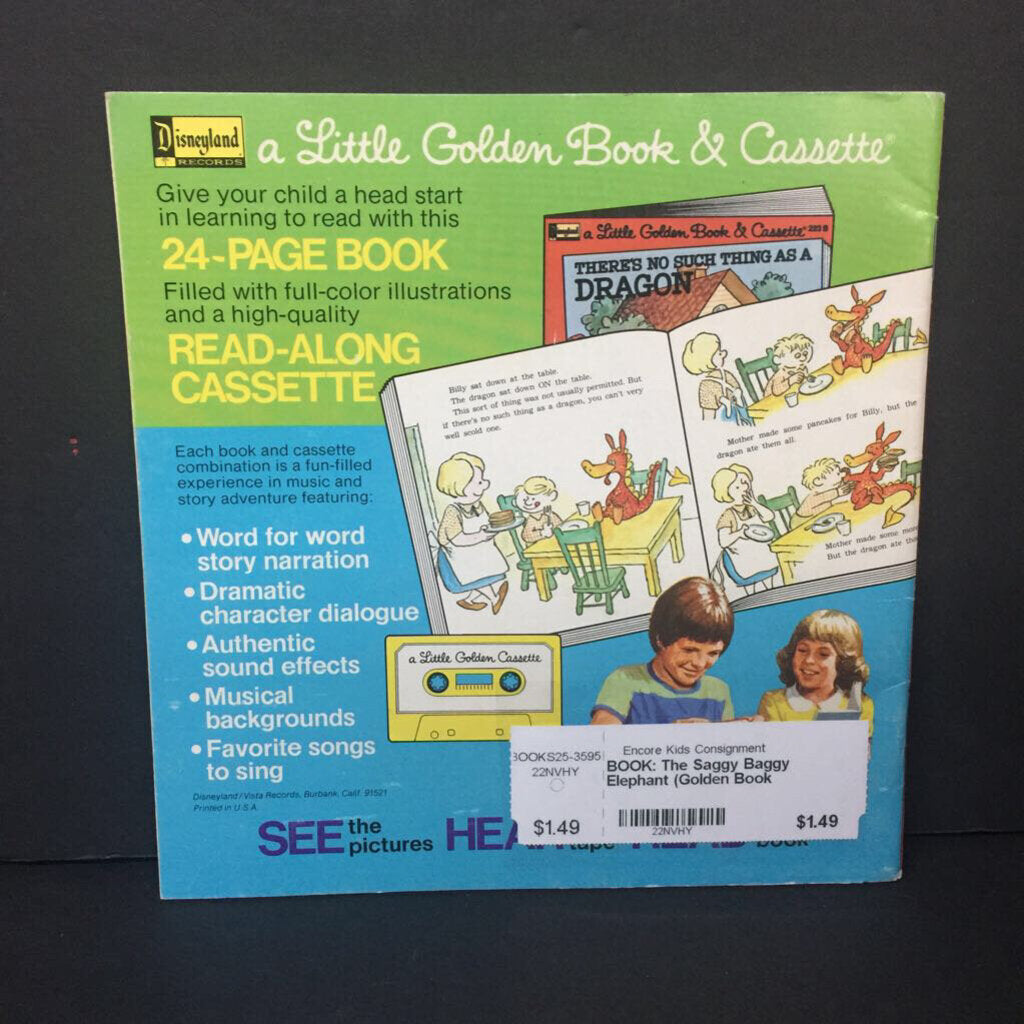 Disneyland
RECORDS
a Little Golden Book & Cassette®
Give your child a head start
in learning to read with this
24-PAGE BOOK
Filled with full-color illustrations
and a high-quality
READ-ALONG
CASSETTE
Each book and cassette
combination is a fun-filled
experience in music and
story adventure featuring:
• Word for word
story narration
• Dramatic
character dialogue
• Authentic
sound effects
• Musical
backgrounds
• Favorite songs
to sing
Disneyland/Vista Records, Burbank, Calif. 91521
Printed in U.S.A.
a Little Golden Book & Cassette
THERE'S NO SUCH THING AS A
DRAGON
Billy sat down at the table.
The dragon sat down ON the table.
This sort of thing was not usually permitted. But
if there's no such thing as a dragon, you can't very
well scold one.
Mother made some pancakes for Billy, but the
dragon ate them all.
Mother made some
But the dragon ate
a Little Golden Cassette
BOOKS25-3595
22NVHY
$1.49
Encore Kids Consignment
BOOK: The Saggy Baggy
Elephant (Golden Book
22NVHY
$1.49
SEE the
pictures